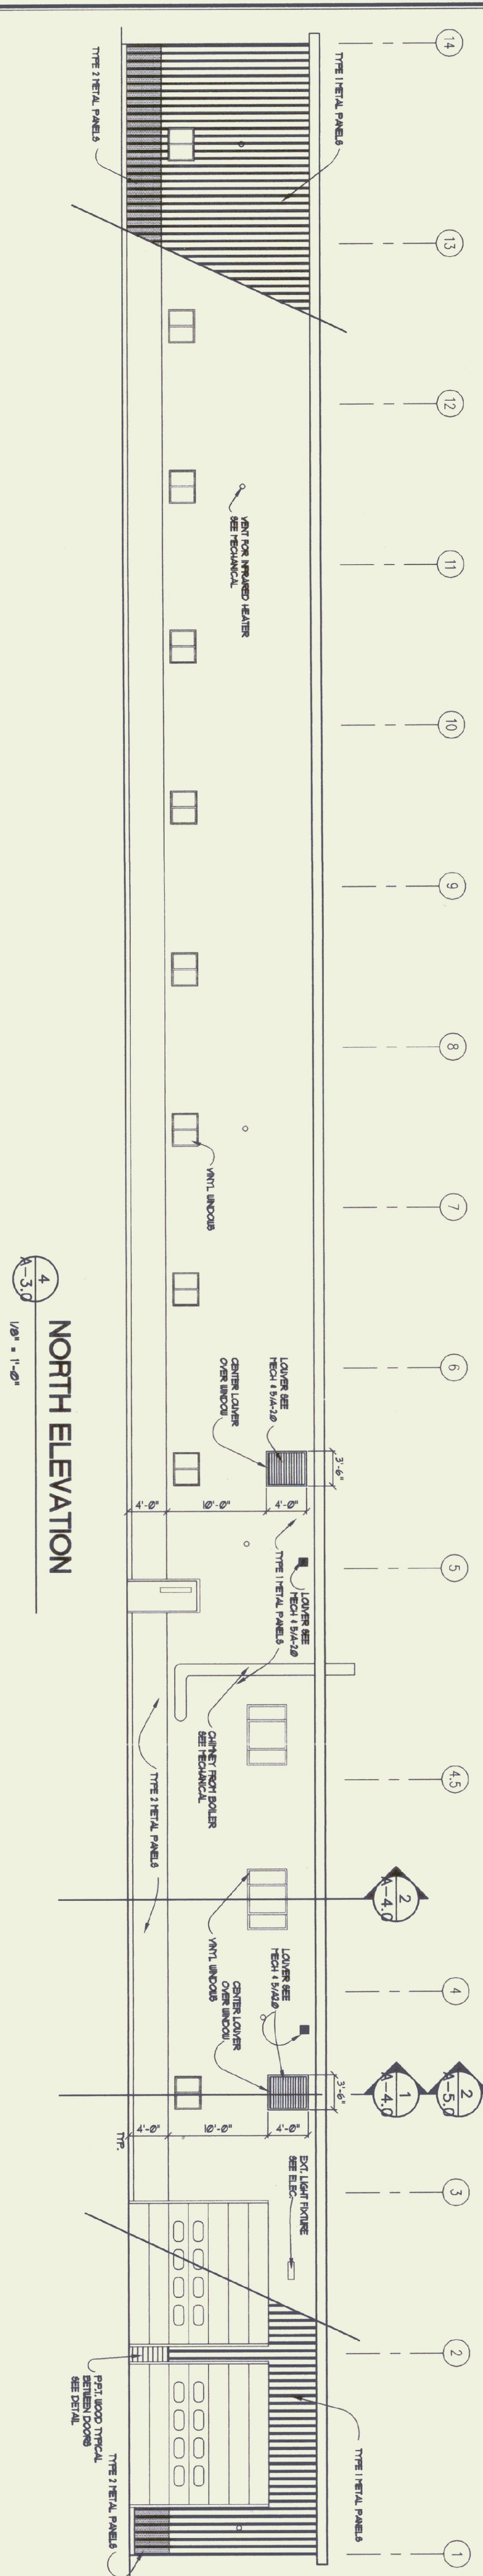 14
13
12
11
10
9
8
7
6
5
4.5
4
3
2
1
2
A-4.0
1
A-4.0
2
A-5.0
TYPE 1 METAL PANELS
TYPE 2 METAL PANELS
VENT FOR INFRARED HEATER
SEE MECHANICAL
VINYL WINDOWS
LOUVER SEE
MECH & 5/A-2.0
CENTER LOUVER
OVER WINDOW
3'-6"
4'-0"
10'-0"
4'-0"
LOUVER SEE
MECH & 5/A-2.0
TYPE 1 METAL PANELS
CHIMNEY FROM BOILER
SEE MECHANICAL
TYPE 2 METAL PANELS
VINYL WINDOWS
LOUVER SEE
MECH & 5/A2.0
CENTER LOUVER
OVER WINDOW
3'-6"
4'-0"
10'-0"
4'-0"
TYP.
EXT. LIGHT FIXTURE
SEE ELEC.
TYPE 1 METAL PANELS
P.P.T. WOOD TYPICAL
BETWEEN DOORS
SEE DETAIL
TYPE 2 METAL PANELS
4
A-3.0
NORTH ELEVATION
1/8" = 1'-0"